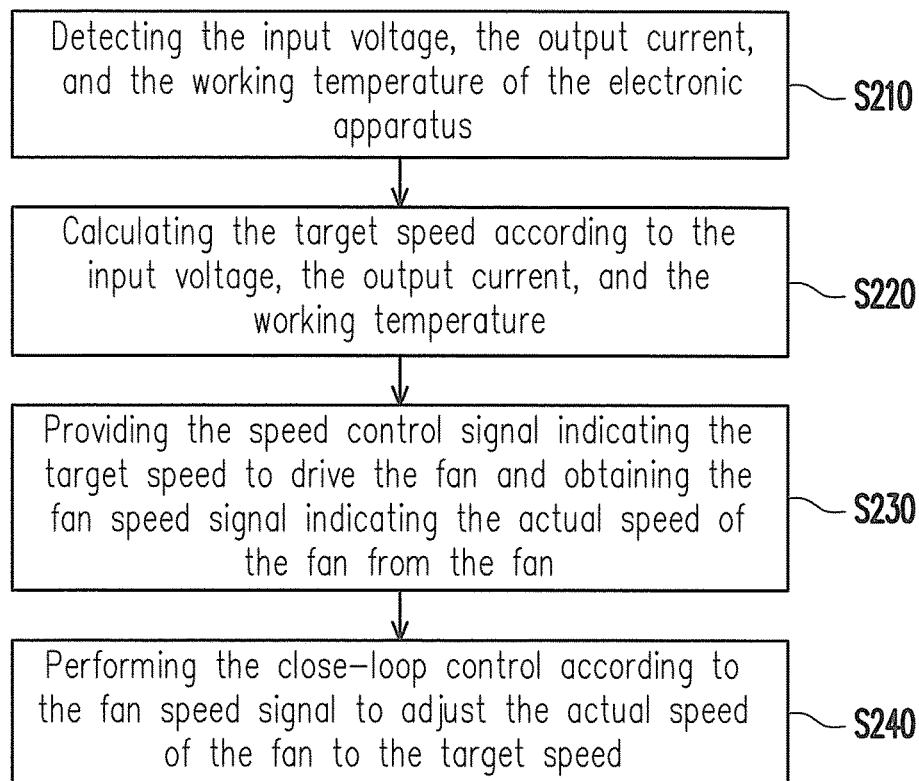 Detecting the input voltage, the output current,
and the working temperature of the electronic
apparatus
S210
Calculating the target speed according to the
input voltage, the output current, and the
working temperature
S220
Providing the speed control signal indicating the
target speed to drive the fan and obtaining the
fan speed signal indicating the actual speed of
the fan from the fan
S230
Performing the close-loop control according to
the fan speed signal to adjust the actual speed
of the fan to the target speed
S240